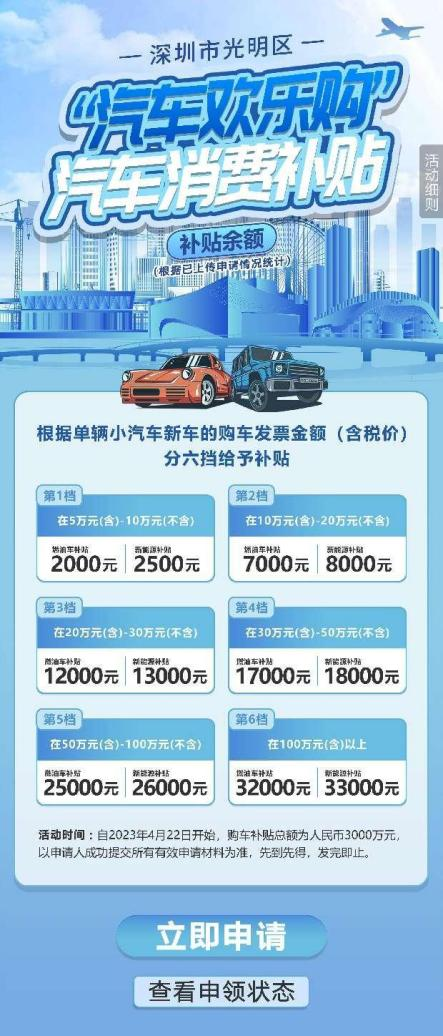 深圳市光明区
“汽车欢乐购”
汽车消费补贴
活动细则
补贴余额
(根据已上传申请情况统计)
根据单辆小汽车新车的购车发票金额（含税价）
分六挡给予补贴
第1档
在5万元(含)-10万元(不含)
燃油车补贴 新能源补贴
2000元 2500元
第2档
在10万元(含)-20万元(不含)
燃油车补贴 新能源补贴
7000元 8000元
第3档
在20万元(含)-30万元(不含)
燃油车补贴 新能源补贴
12000元 13000元
第4档
在30万元(含)-50万元(不含)
燃油车补贴 新能源补贴
17000元 18000元
第5档
在50万元(含)-100万元(不含)
燃油车补贴 新能源补贴
25000元 26000元
第6档
在100万元(含)以上
燃油车补贴 新能源补贴
32000元 33000元
活动时间：自2023年4月22日开始，购车补贴总额为人民币3000万元，
以申请人成功提交所有有效申请材料为准，先到先得，发完即止。
立即申请
查看申领状态